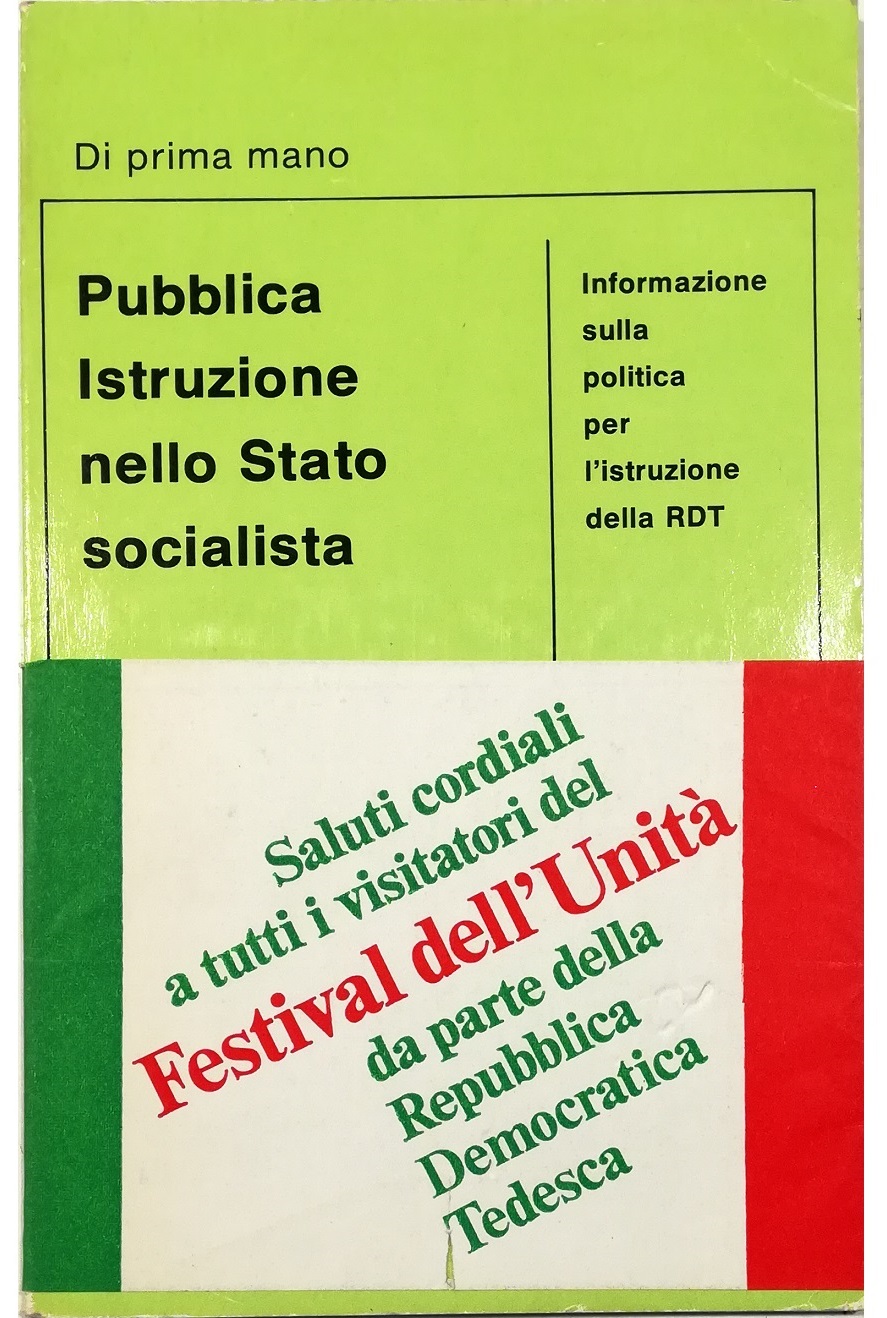 Di prima mano
Pubblica
Istruzione
nello Stato
socialista
Informazione
sulla
politica
per
l'istruzione
della RDT
Saluti cordiali
a tutti i visitatori del
Festival dell'Unità
da parte della
Repubblica
Democratica
Tedesca